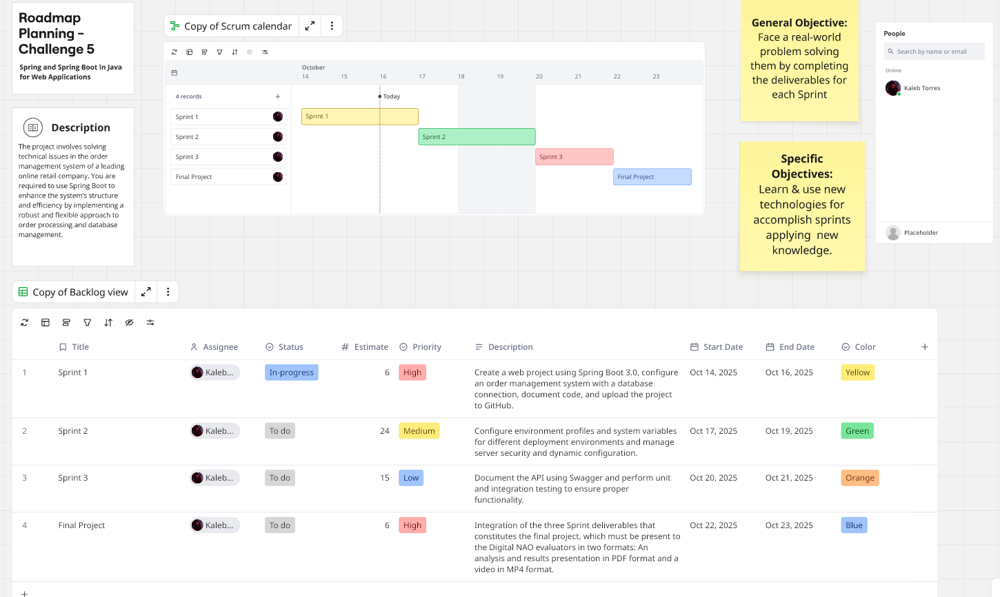 Roadmap
Planning –
Challenge 5
Spring and Spring Boot in Java
for Web Applications
Description
The project involves solving
technical issues in the order
management system of a leading
online retail company. You are
required to use Spring Boot to
enhance the system's structure
and efficiency by implementing a
robust and flexible approach to
order processing and database
management.
Copy of Scrum calendar
October
14 15 16 17 18 19 20 21 22 23
4 records +
Today
Sprint 1
Sprint 1
Sprint 2
Sprint 2
Sprint 3
Sprint 3
Final Project
Final Project
General Objective:
Face a real-world
problem solving
them by completing
the deliverables for
each Sprint
Specific
Objectives:
Learn & use new
technologies for
accomplish sprints
applying  new
knowledge.
People
Search by name or email
Online
Kaleb Torres
Placeholder
Copy of Backlog view
Title Assignee Status # Estimate Priority Description Start Date End Date Color +
1 Sprint 1 Kaleb... In-progress 6 High Create a web project using Spring Boot 3.0, configure Oct 14, 2025 Oct 16, 2025 Yellow
an order management system with a database
connection, document code, and upload the project
to GitHub.
2 Sprint 2 Kaleb... To do 24 Medium Configure environment profiles and system variables Oct 17, 2025 Oct 19, 2025 Green
for different deployment environments and manage
server security and dynamic configuration.
3 Sprint 3 Kaleb... To do 15 Low Document the API using Swagger and perform unit Oct 20, 2025 Oct 21, 2025 Orange
and integration testing to ensure proper
functionality.
4 Final Project Kaleb... To do 6 High Integration of the three Sprint deliverables that Oct 22, 2025 Oct 23, 2025 Blue
constitutes the final project, which must be present to
the Digital NAO evaluators in two formats: An
analysis and results presentation in PDF format and a
video in MP4 format.
+